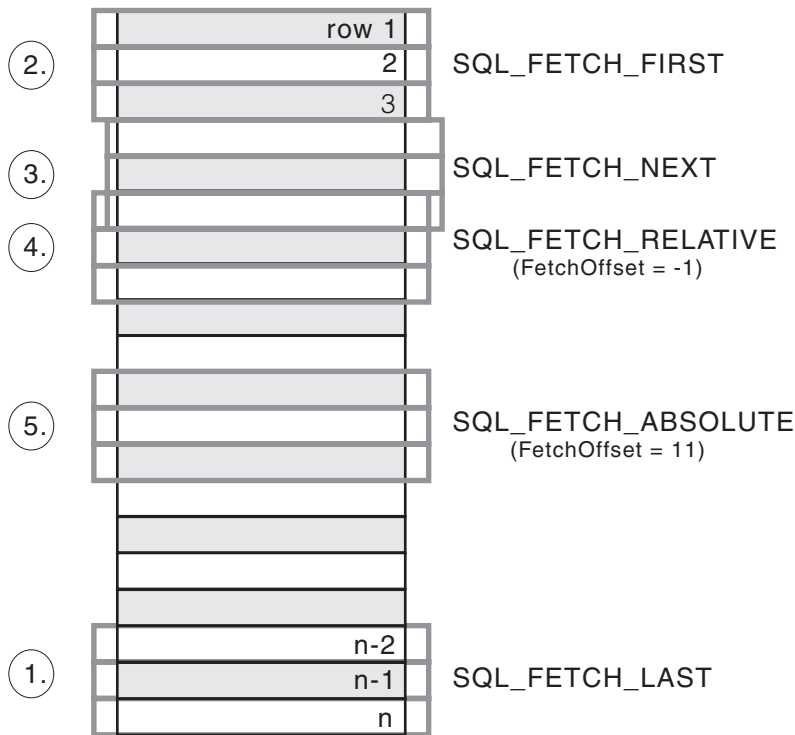 row 1
2.
2
SQL_FETCH_FIRST
3
3.
SQL_FETCH_NEXT
4.
SQL_FETCH_RELATIVE
(FetchOffset = -1)
5.
SQL_FETCH_ABSOLUTE
(FetchOffset = 11)
n-2
1.
n-1
SQL_FETCH_LAST
n